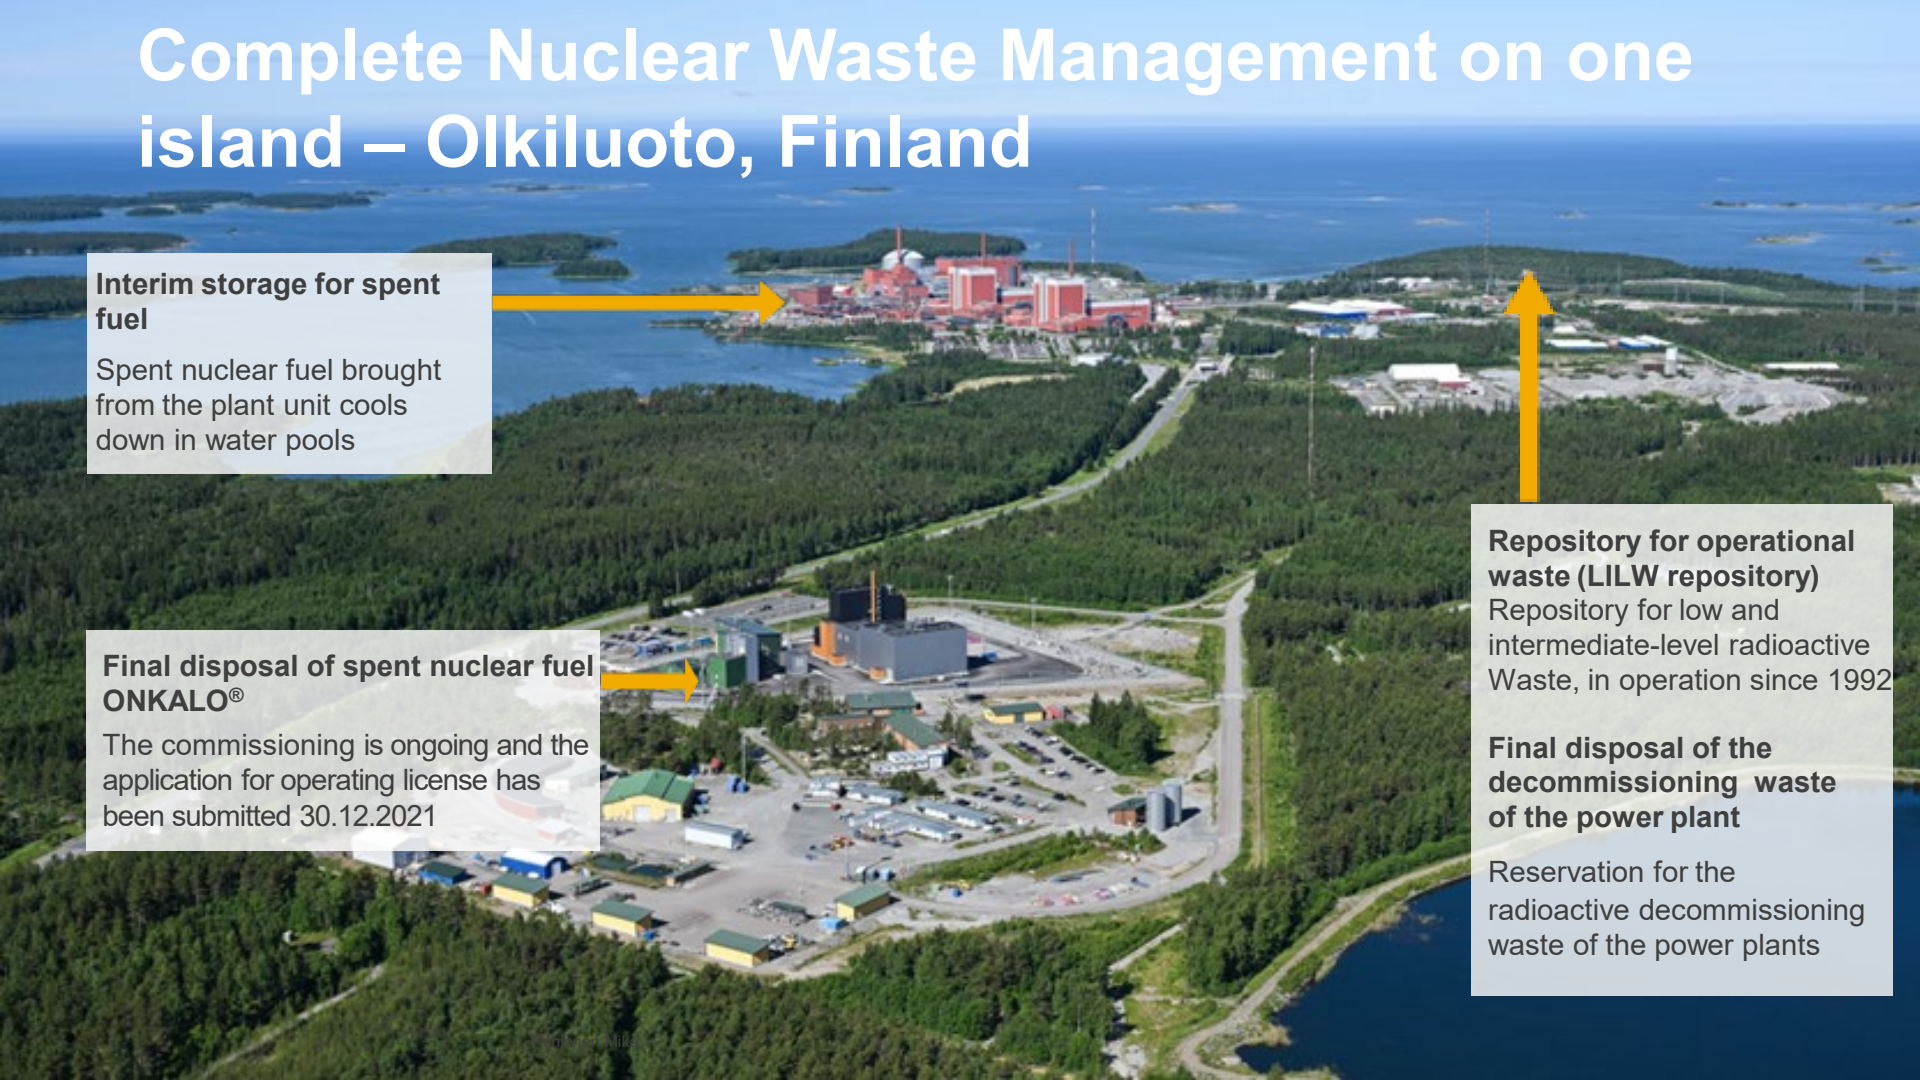 Complete Nuclear Waste Management on one
island – Olkiluoto, Finland
Interim storage for spent
fuel
Spent nuclear fuel brought
from the plant unit cools
down in water pools
Final disposal of spent nuclear fuel
ONKALO®
The commissioning is ongoing and the
application for operating license has
been submitted 30.12.2021
Repository for operational
waste (LILW repository)
Repository for low and
intermediate-level radioactive
Waste, in operation since 1992
Final disposal of the
decommissioning waste
of the power plant
Reservation for the
radioactive decommissioning
waste of the power plants